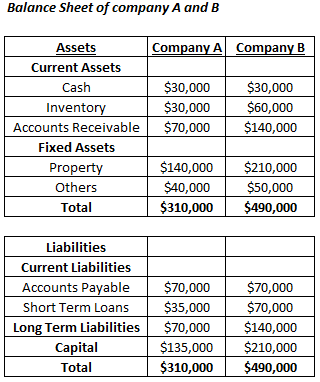 Balance Sheet of company A and B
Assets Company A Company B
Current Assets
Cash $30,000 $30,000
Inventory $30,000 $60,000
Accounts Receivable $70,000 $140,000
Fixed Assets
Property $140,000 $210,000
Others $40,000 $50,000
Total $310,000 $490,000
Liabilities
Current Liabilities
Accounts Payable $70,000 $70,000
Short Term Loans $35,000 $70,000
Long Term Liabilities $70,000 $140,000
Capital $135,000 $210,000
Total $310,000 $490,000